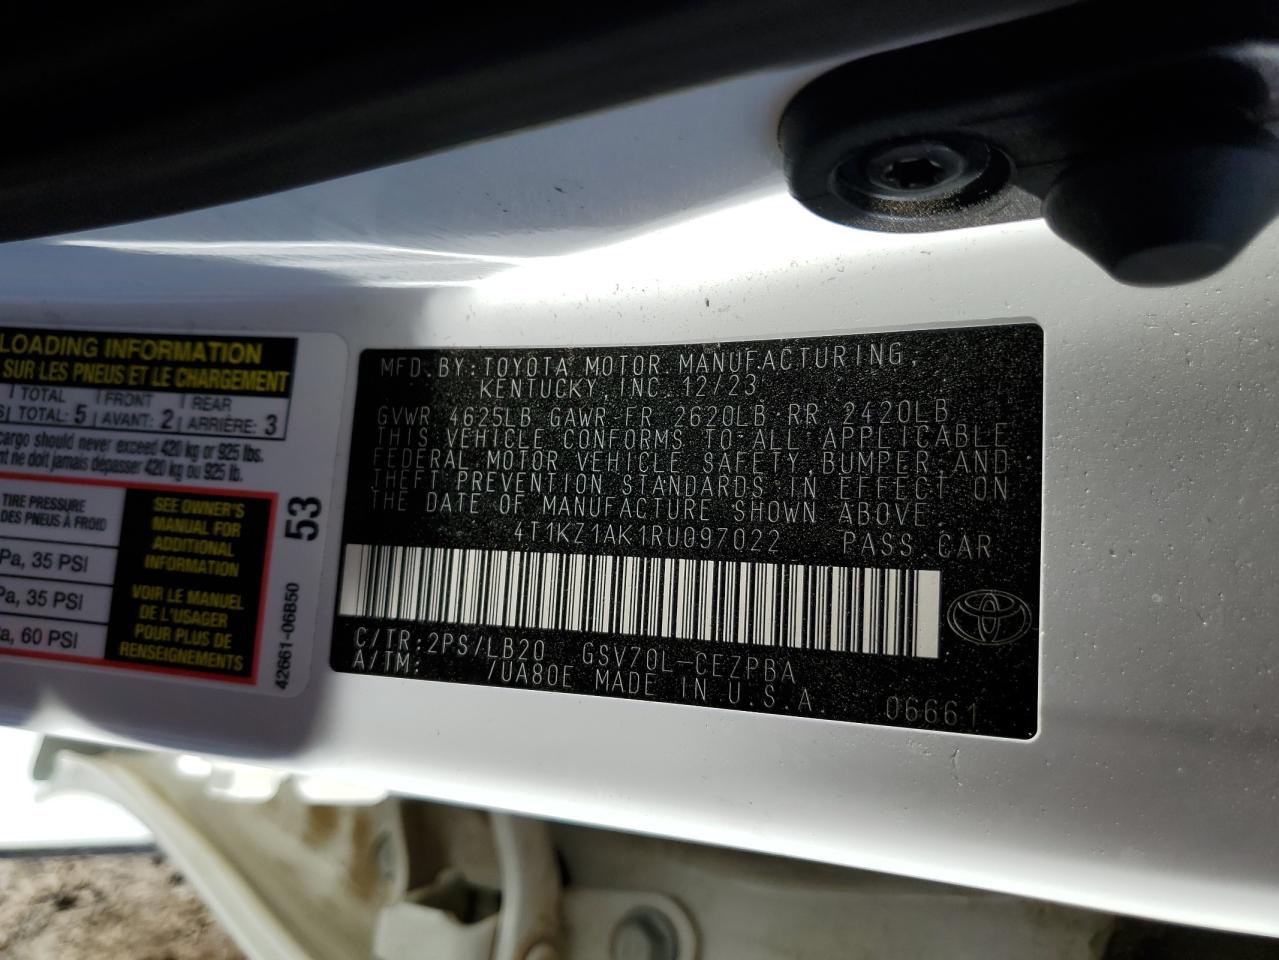 LOADING INFORMATION
SUR LES PNEUS ET LE CHARGEMENT
TOTAL FRONT REAR
TOTAL: 5 AVANT: 2 ARRIÈRE: 3
cargo should never exceed 420 kg or 925 lbs.
ne doit jamais dépasser 420 kg ou 925 lb.
TIRE PRESSURE
DES PNEUS À FROID
Pa, 35 PSI
Pa, 35 PSI
60 PSI
SEE OWNER'S
MANUAL FOR
ADDITIONAL
INFORMATION
VOIR LE MANUEL
DE L'USAGER
POUR PLUS DE
RENSEIGNEMENTS
53
42661-06B50
MFD. BY: TOYOTA MOTOR MANUFACTURING,
KENTUCKY, INC. 12/23
GVWR 4625LB GAWR FR 2620LB RR 2420LB
THIS VEHICLE CONFORMS TO ALL APPLICABLE
FEDERAL MOTOR VEHICLE SAFETY, BUMPER, AND
THEFT PREVENTION STANDARDS IN EFFECT ON
THE DATE OF MANUFACTURE SHOWN ABOVE.
4T1KZ1AK1RU097022 PASS. CAR
C/TR: 2PS/LB20 GSV70L-CEZPBA
A/TM: /UA80E MADE IN U.S.A.
06661